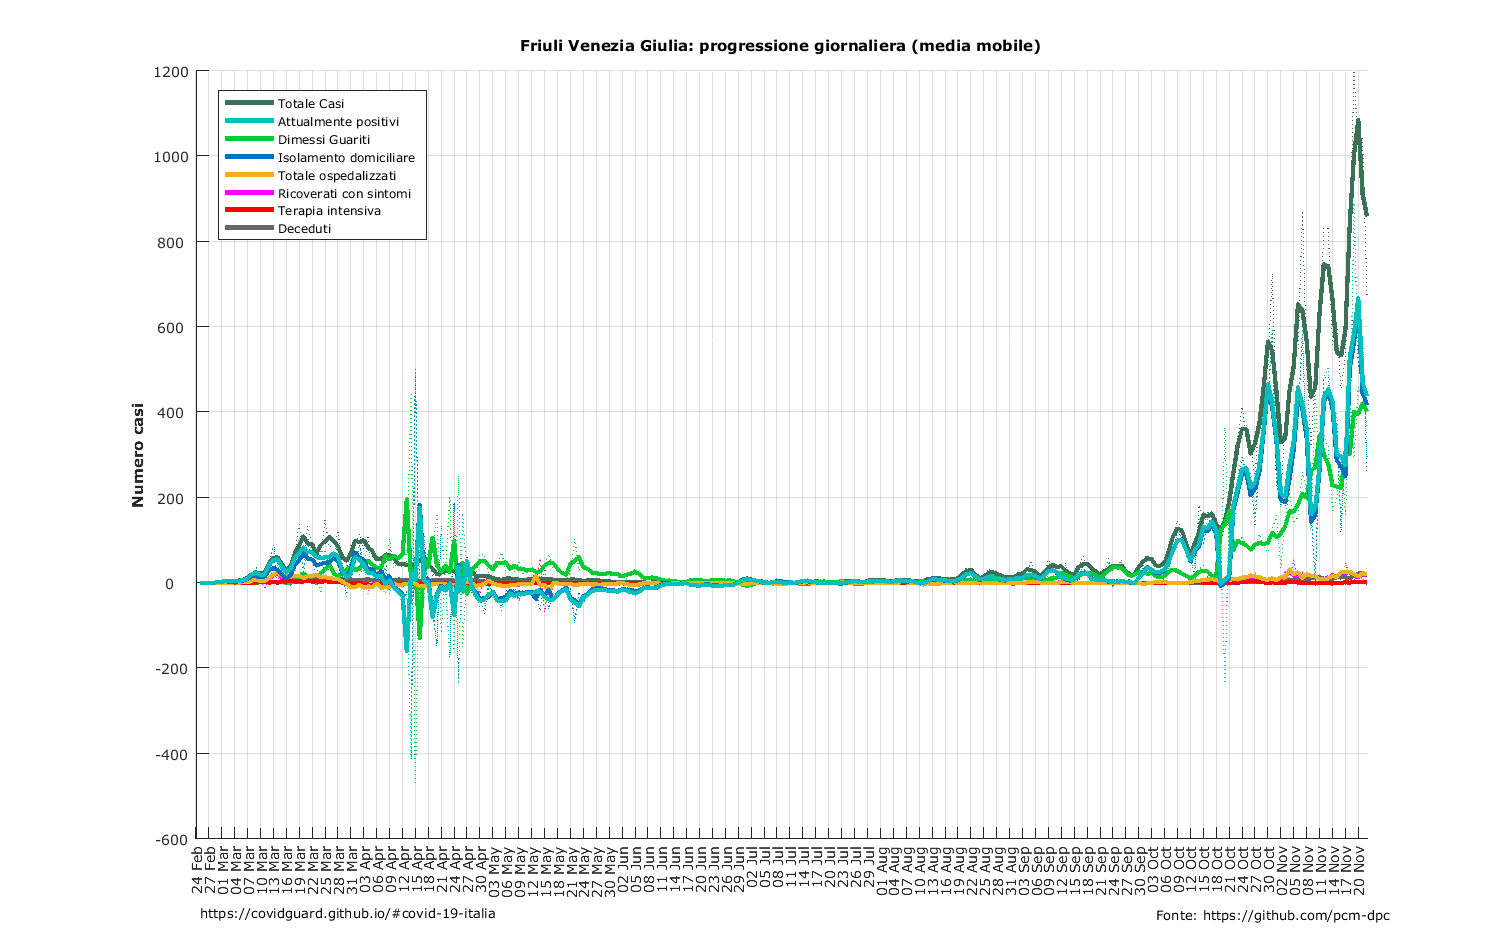 Friuli Venezia Giulia: progressione giornaliera (media mobile)
1200
1000
800
600
400
200
0
-200
-400
-600
Numero casi
Totale Casi
Attualmente positivi
Dimessi Guariti
Isolamento domiciliare
Totale ospedalizzati
Ricoverati con sintomi
Terapia intensiva
Deceduti
24 Feb
27 Feb
01 Mar
04 Mar
07 Mar
10 Mar
13 Mar
16 Mar
19 Mar
22 Mar
25 Mar
28 Mar
31 Mar
03 Apr
06 Apr
09 Apr
12 Apr
15 Apr
18 Apr
21 Apr
24 Apr
27 Apr
30 Apr
03 May
06 May
09 May
12 May
15 May
18 May
21 May
24 May
27 May
30 May
02 Jun
05 Jun
08 Jun
11 Jun
14 Jun
17 Jun
20 Jun
23 Jun
26 Jun
29 Jun
02 Jul
05 Jul
08 Jul
11 Jul
14 Jul
17 Jul
20 Jul
23 Jul
26 Jul
29 Jul
01 Aug
04 Aug
07 Aug
10 Aug
13 Aug
16 Aug
19 Aug
22 Aug
25 Aug
28 Aug
31 Aug
03 Sep
06 Sep
09 Sep
12 Sep
15 Sep
18 Sep
21 Sep
24 Sep
27 Sep
30 Sep
03 Oct
06 Oct
09 Oct
12 Oct
15 Oct
18 Oct
21 Oct
24 Oct
27 Oct
30 Oct
02 Nov
05 Nov
08 Nov
11 Nov
14 Nov
17 Nov
20 Nov
https://covidguard.github.io/#covid-19-italia
Fonte: https://github.com/pcm-dpc